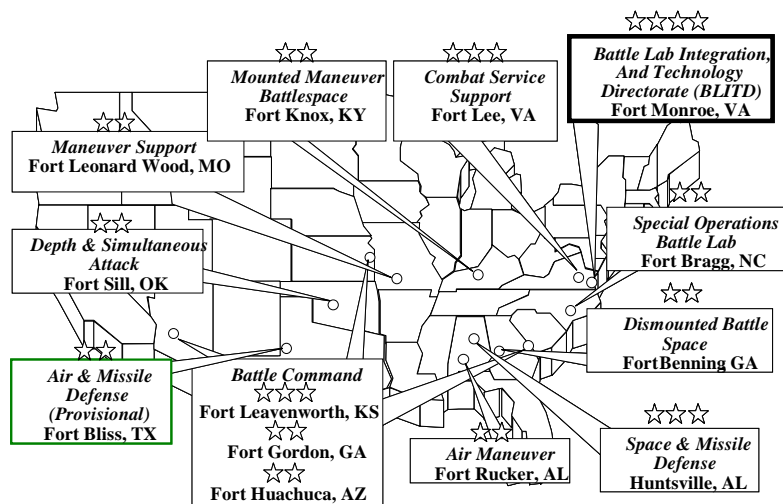 Battle Lab Integration,
And Technology
Directorate (BLITD)
Fort Monroe, VA
Mounted Maneuver
Battlespace
Fort Knox, KY
Combat Service
Support
Fort Lee, VA
Maneuver Support
Fort Leonard Wood, MO
Special Operations
Battle Lab
Fort Bragg, NC
Depth & Simultaneous
Attack
Fort Sill, OK
Dismounted Battle
Space
FortBenning GA
Air & Missile
Defense
(Provisional)
Fort Bliss, TX
Battle Command
Fort Leavenworth, KS
Fort Gordon, GA
Fort Huachuca, AZ
Air Maneuver
Fort Rucker, AL
Space & Missile
Defense
Huntsville, AL